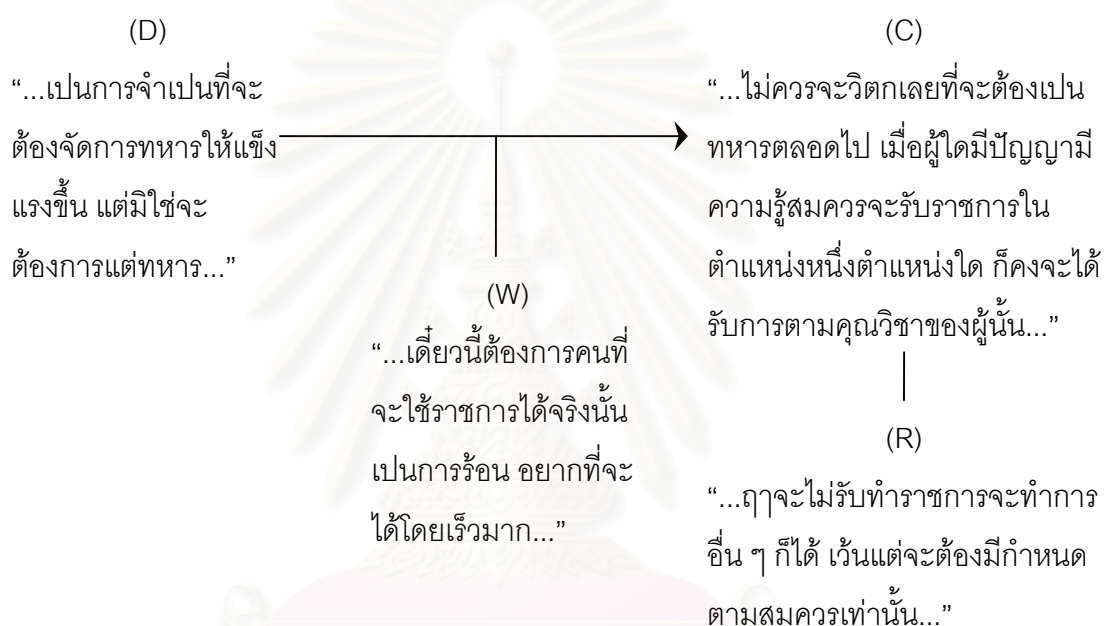 (D)
“...เปนการจำเปนที่จะ
ต้องจัดการทหารให้แข็ง
แรงขึ้น แต่มิใช่จะ
ต้องการแต่ทหาร...”
(C)
“...ไม่ควรจะวิตกเลยที่จะต้องเปน
ทหารตลอดไป เมื่อผู้ใดมีปัญญามี
ความรู้สมควรจะรับราชการใน
ตำแหน่งหนึ่งตำแหน่งใด ก็คงจะได้
รับการตามคุณวิชาของผู้นั้น...”
(W)
“...เดี๋ยวนี้ต้องการคนที่
จะใช้ราชการได้จริงนั้น
เปนการร้อน อยากที่จะ
ได้โดยเร็วมาก...”
(R)
“...ฤๅจะไม่รับทำราชการจะทำการ
อื่น ๆ ก็ได้ เว้นแต่จะต้องมีกำหนด
ตามสมควรเท่านั้น...”